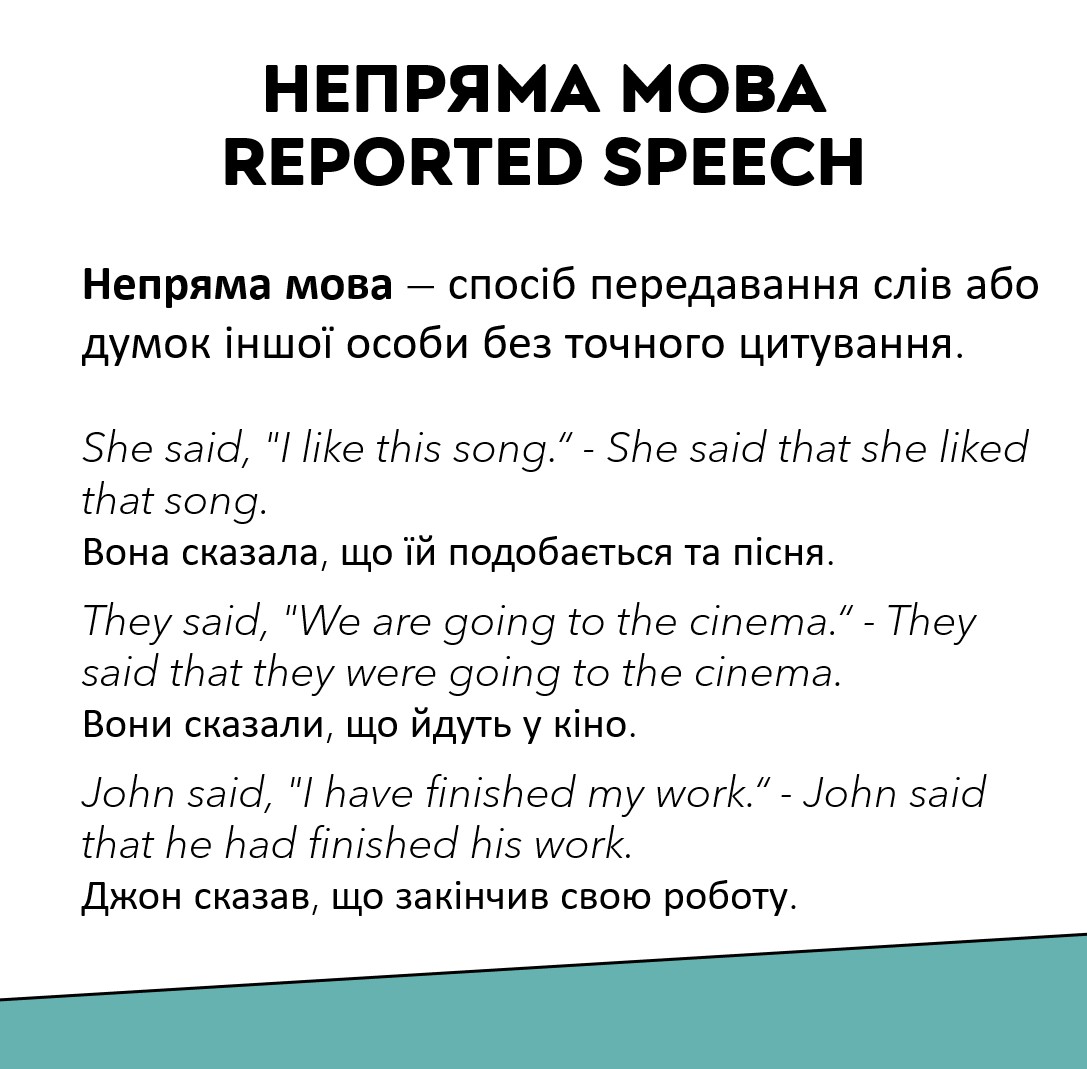 НЕПРЯМА МОВА
REPORTED SPEECH
Непряма мова – спосіб передавання слів або
думок іншої особи без точного цитування.
She said, "I like this song.” - She said that she liked
that song.
Вона сказала, що їй подобається та пісня.
They said, "We are going to the cinema.” - They
said that they were going to the cinema.
Вони сказали, що йдуть у кіно.
John said, "I have finished my work.” - John said
that he had finished his work.
Джон сказав, що закінчив свою роботу.